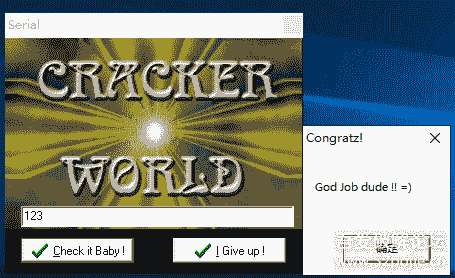 Serial
CRACKER
WORLD
123
Check it Baby !
I Give up !
Congratz!
God Job dude !! =)
确定